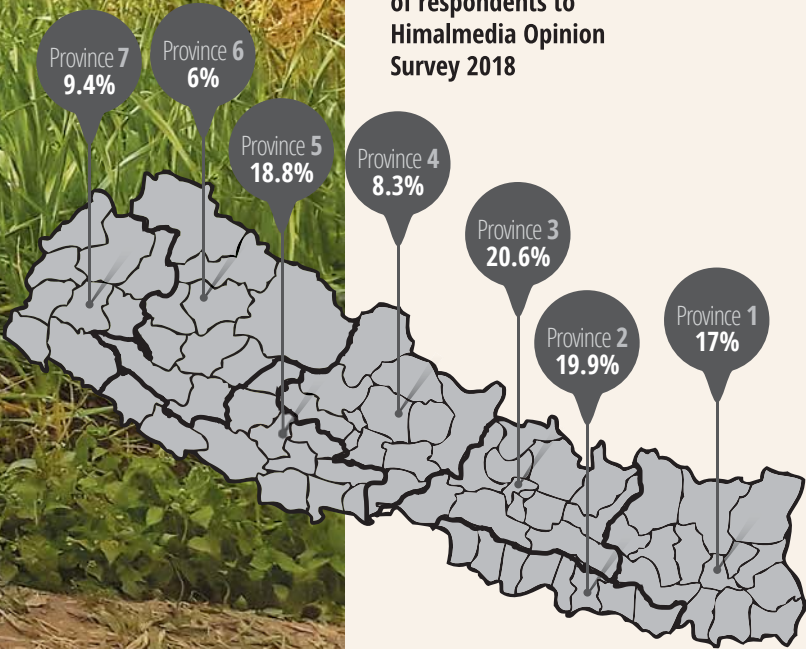 of respondents to
Himalmedia Opinion
Survey 2018
Province 7
9.4%
Province 6
6%
Province 5
18.8%
Province 4
8.3%
Province 3
20.6%
Province 2
19.9%
Province 1
17%